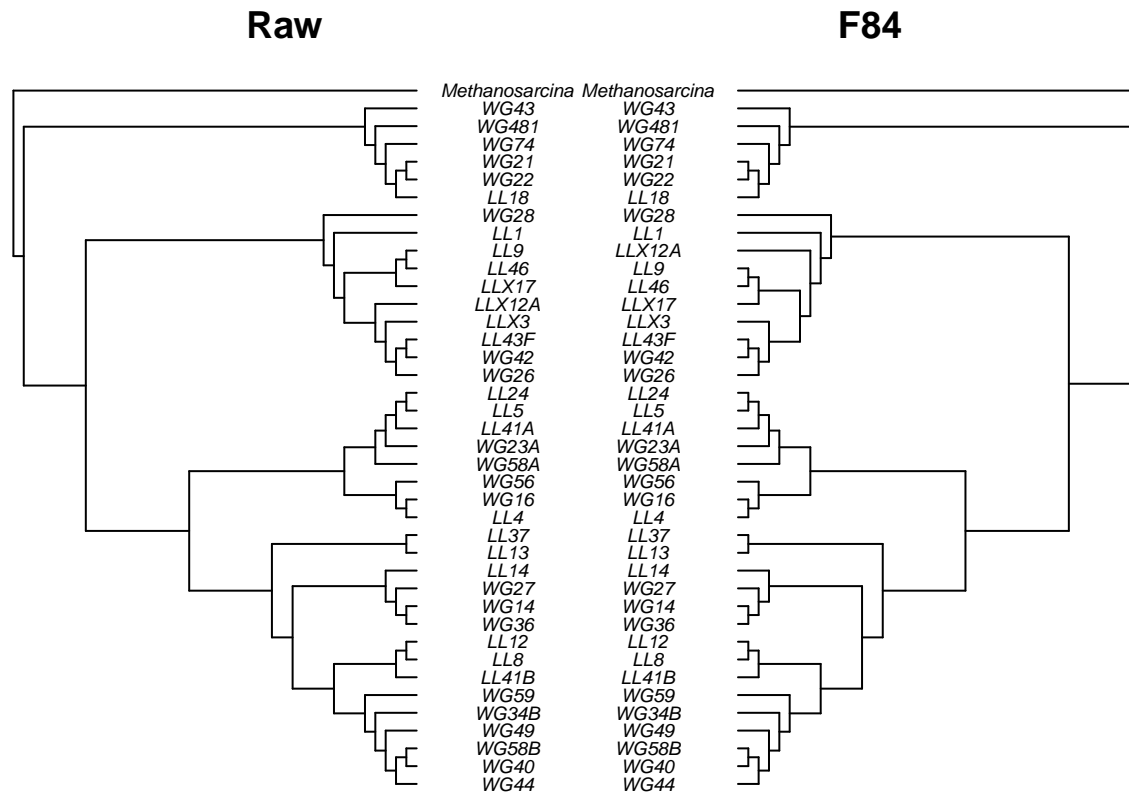 Raw F84
Methanosarcina Methanosarcina
WG43 WG43
WG481 WG481
WG74 WG74
WG21 WG21
WG22 WG22
LL18 LL18
WG28 WG28
LL1 LL1
LL9 LLX12A
LL46 LL9
LLX17 LL46
LLX12A LLX17
LLX3 LLX3
LL43F LL43F
WG42 WG42
WG26 WG26
LL24 LL24
LL5 LL5
LL41A LL41A
WG23A WG23A
WG58A WG58A
WG56 WG56
WG16 WG16
LL4 LL4
LL37 LL37
LL13 LL13
LL14 LL14
WG27 WG27
WG14 WG14
WG36 WG36
LL12 LL12
LL8 LL8
LL41B LL41B
WG59 WG59
WG34B WG34B
WG49 WG49
WG58B WG58B
WG40 WG40
WG44 WG44